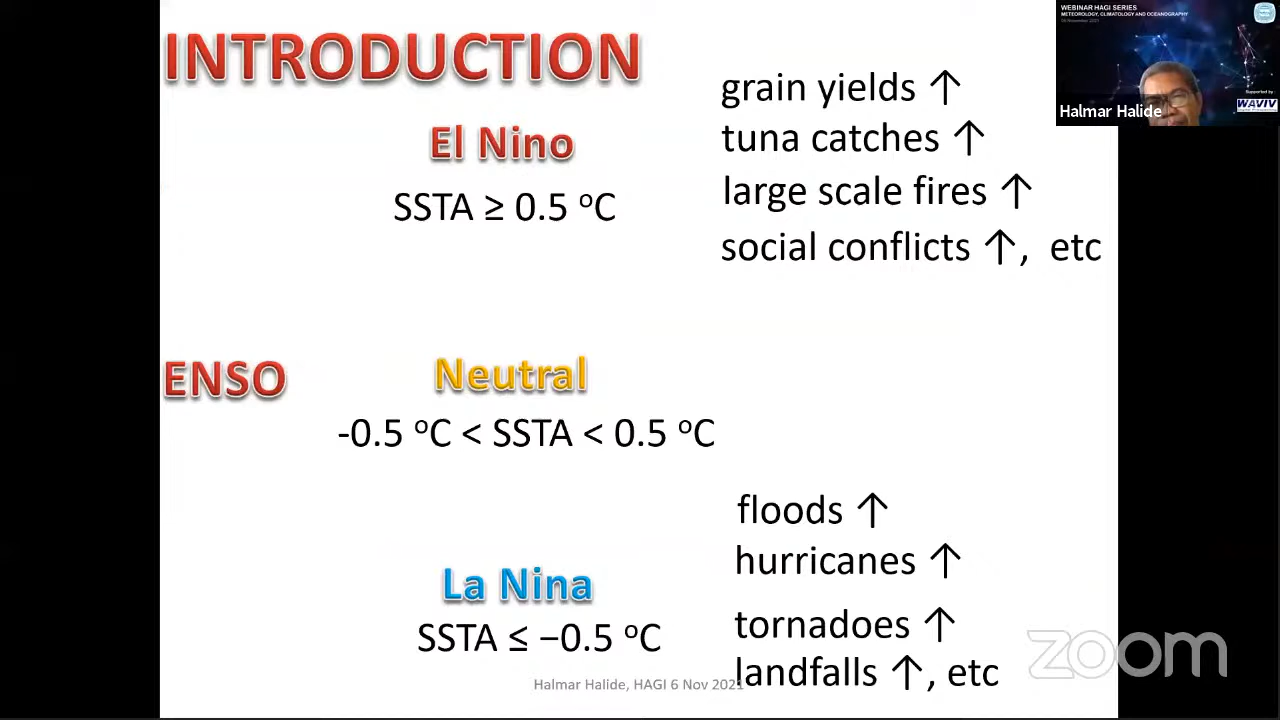 INTRODUCTION
El Nino
SSTA ≥ 0.5 ᵒC
grain yields ↑
tuna catches ↑
large scale fires ↑
social conflicts ↑, etc
ENSO
Neutral
-0.5 ᵒC < SSTA < 0.5 ᵒC
La Nina
SSTA ≤ −0.5 ᵒC
floods ↑
hurricanes ↑
tornadoes ↑
landfalls ↑, etc
Halmar Halide, HAGI 6 Nov 2021
zoom
WEBINAR HAGI SERIES
METEOROLOGY, CLIMATOLOGY AND OCEANOGRAPHY
Supported by
WAVIV
Halmar Halide